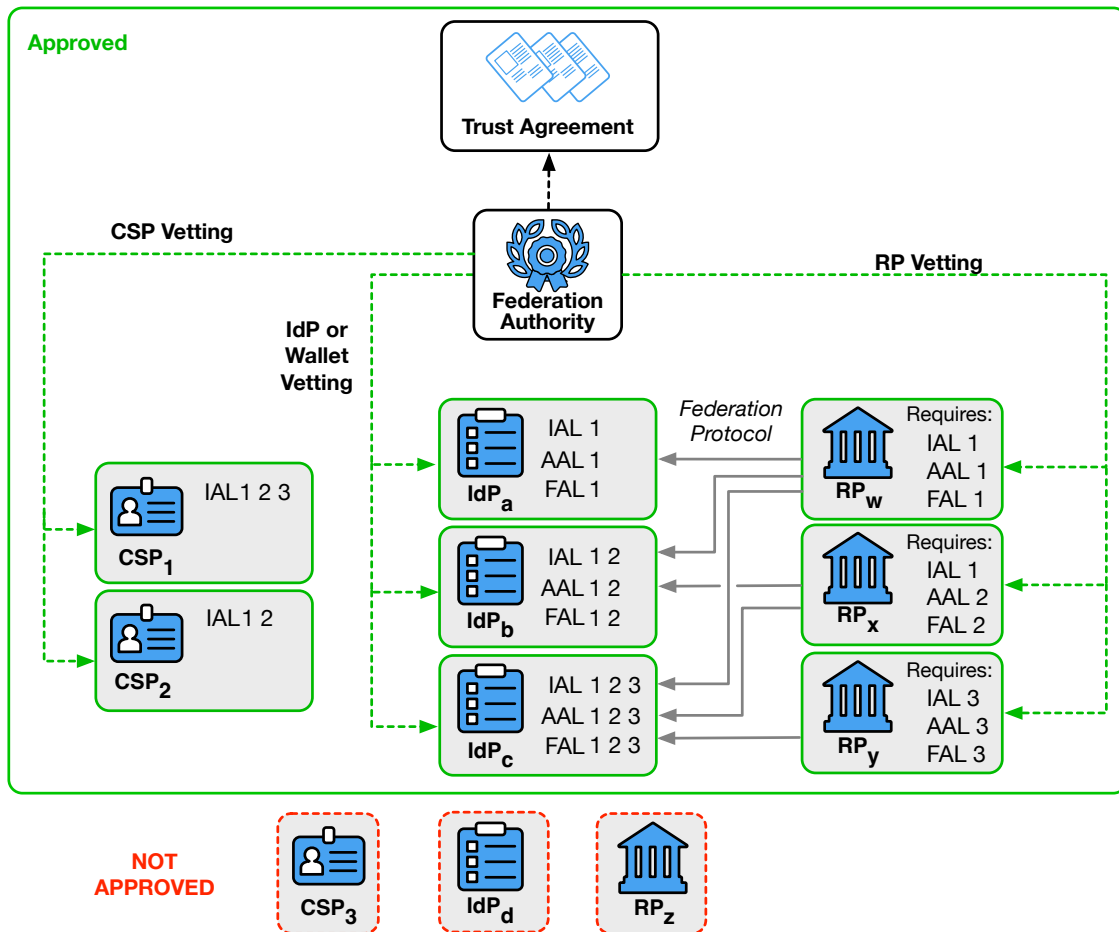 Approved
Trust Agreement
CSP Vetting
Federation
Authority
RP Vetting
IdP or
Wallet
Vetting
IAL1 2 3
CSP1
IAL1 2
CSP2
IAL 1
AAL 1
FAL 1
IdPa
IAL 1 2
AAL 1 2
FAL 1 2
IdPb
IAL 1 2 3
AAL 1 2 3
FAL 1 2 3
IdPc
Federation
Protocol
Requires:
IAL 1
AAL 1
FAL 1
RPw
Requires:
IAL 1
AAL 2
FAL 2
RPx
Requires:
IAL 3
AAL 3
FAL 3
RPy
NOT
APPROVED
CSP3
IdPd
RPz